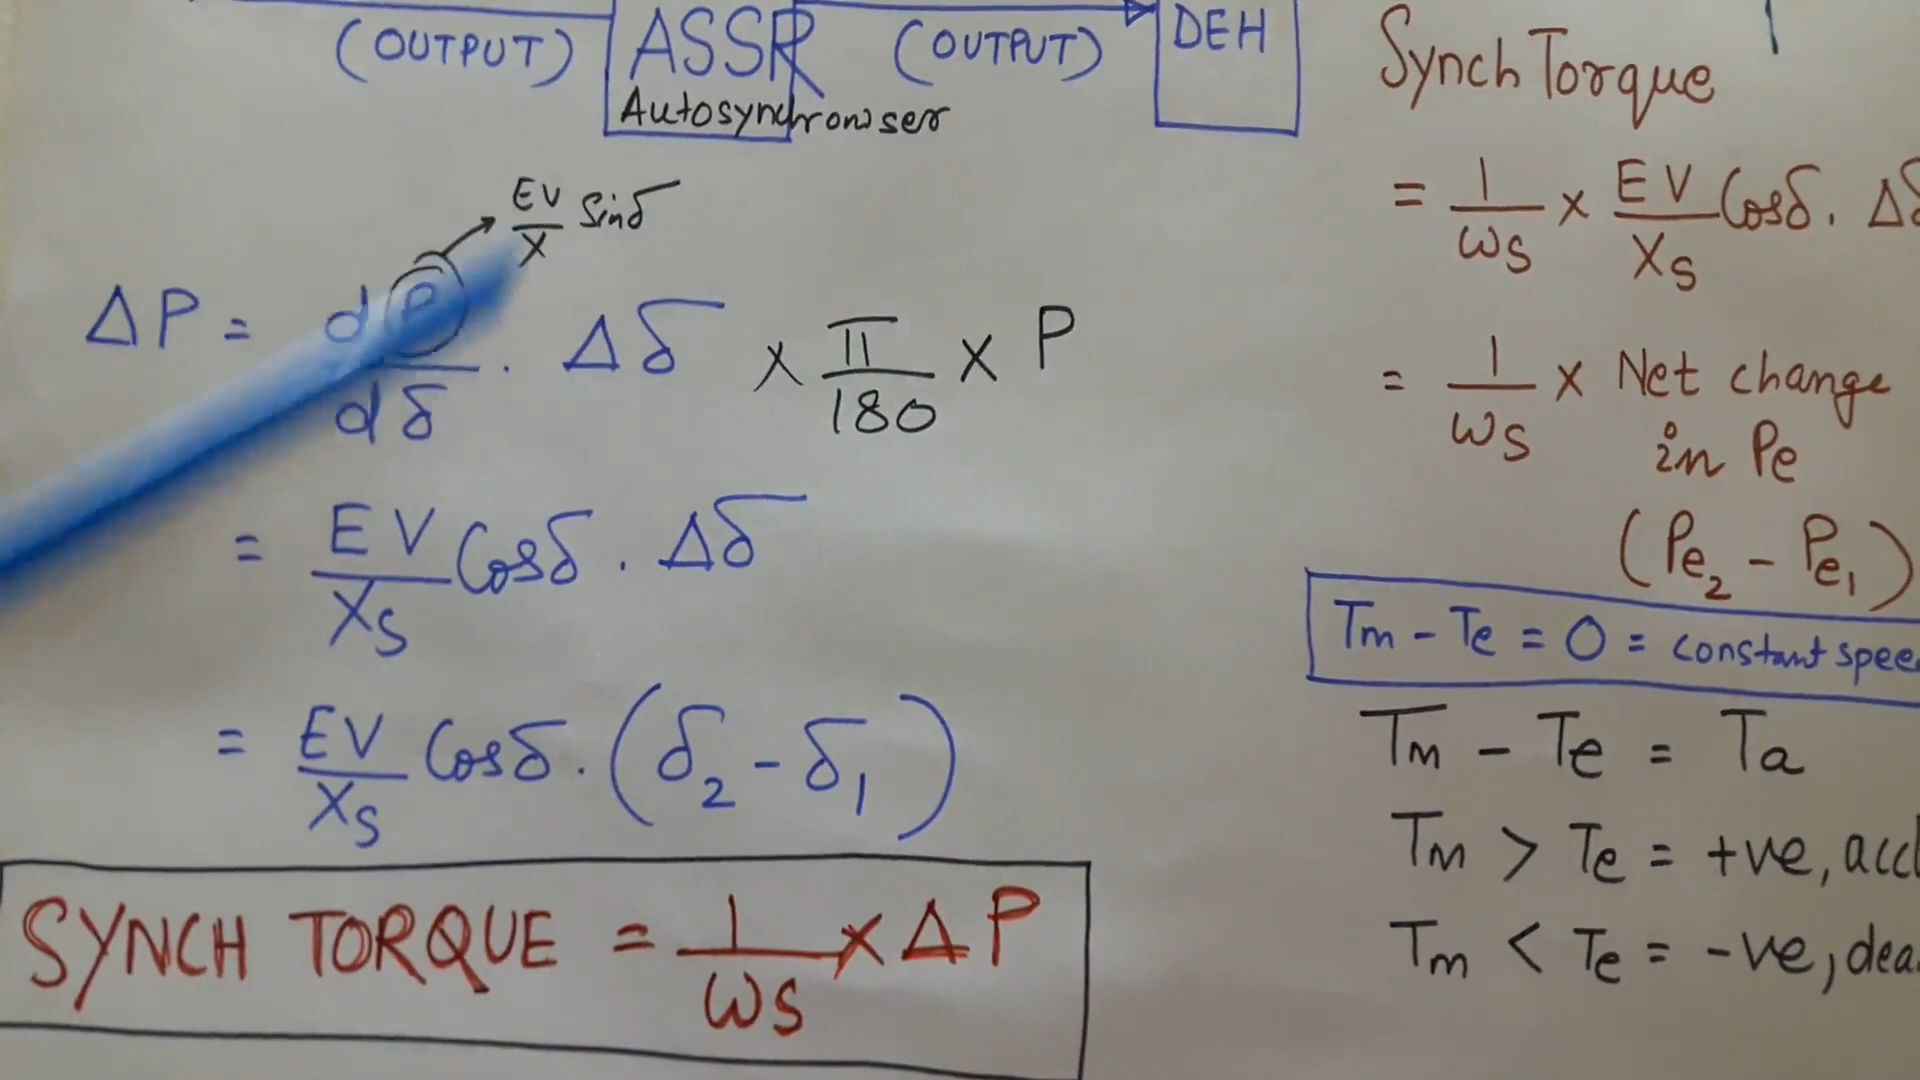 (OUTPUT) ASSR (OUTPUT) DEH
Autosynchroniser
EV/X Sinδ
ΔP = dP/dδ . Δδ × π/180 × P
= EV/Xs Cosδ . Δδ
= EV/Xs Cosδ . (δ₂ - δ₁)
SYNCH TORQUE = 1/ωs × ΔP
Synch Torque
= 1/ωs × EV/Xs Cosδ . Δδ
= 1/ωs × Net change
in Pe
(Pe₂ - Pe₁)
Tm - Te = 0 = constant spee
Tm - Te = Ta
Tm > Te = +ve, acc
Tm < Te = -ve, dea